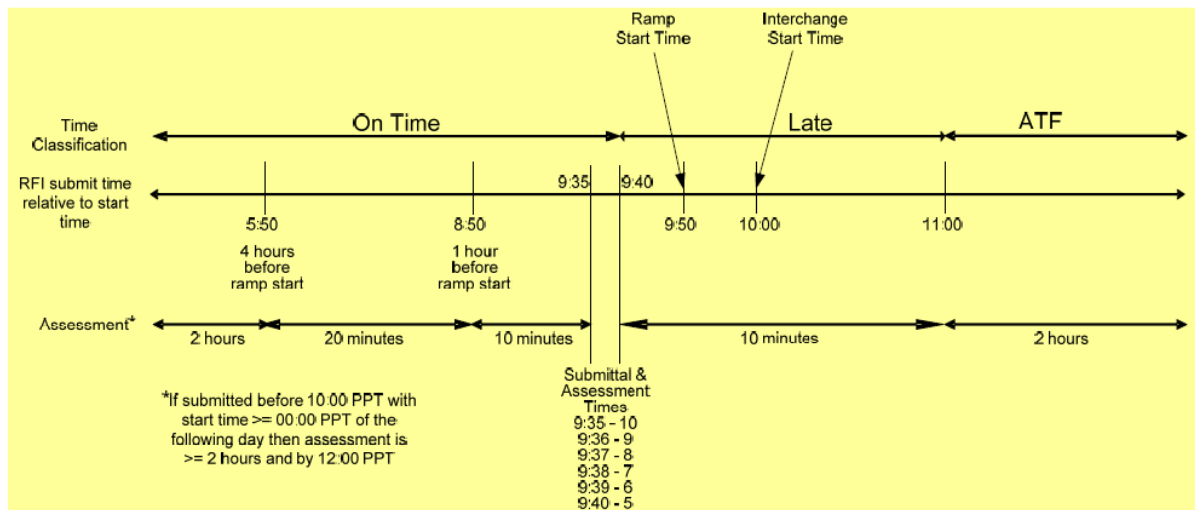 Ramp
Start Time
Interchange
Start Time
Time
Classification
On Time
Late
ATF
RFI submit time
relative to start
time
9:35
9:40
5:50
8:50
9:50
10:00
11:00
4 hours
before
ramp start
1 hour
before
ramp start
Assessment*
2 hours
20 minutes
10 minutes
10 minutes
2 hours
Submittal &
Assessment
Times
9:35 - 10
9:36 - 9
9:37 - 8
9:38 - 7
9:39 - 6
9:40 - 5
*If submitted before 10:00 PPT with
start time >= 00:00 PPT of the
following day then assessment is
>= 2 hours and by 12:00 PPT